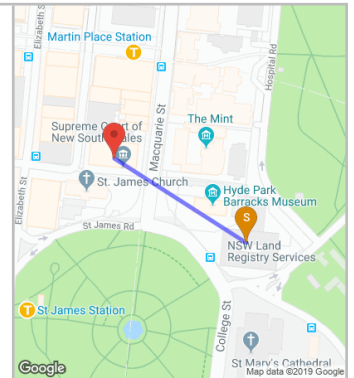 Elizabeth St
Martin Place Station
T
Hospital Rd
Macquarie St
The Mint
Supreme Court of
New South Wales
St. James Church
Hyde Park
Barracks Museum
Elizabeth St
St James Rd
S
NSW Land
Registry Services
T
St James Station
College St
St Mary's Cathedral
Google
Map data ©2019 Google